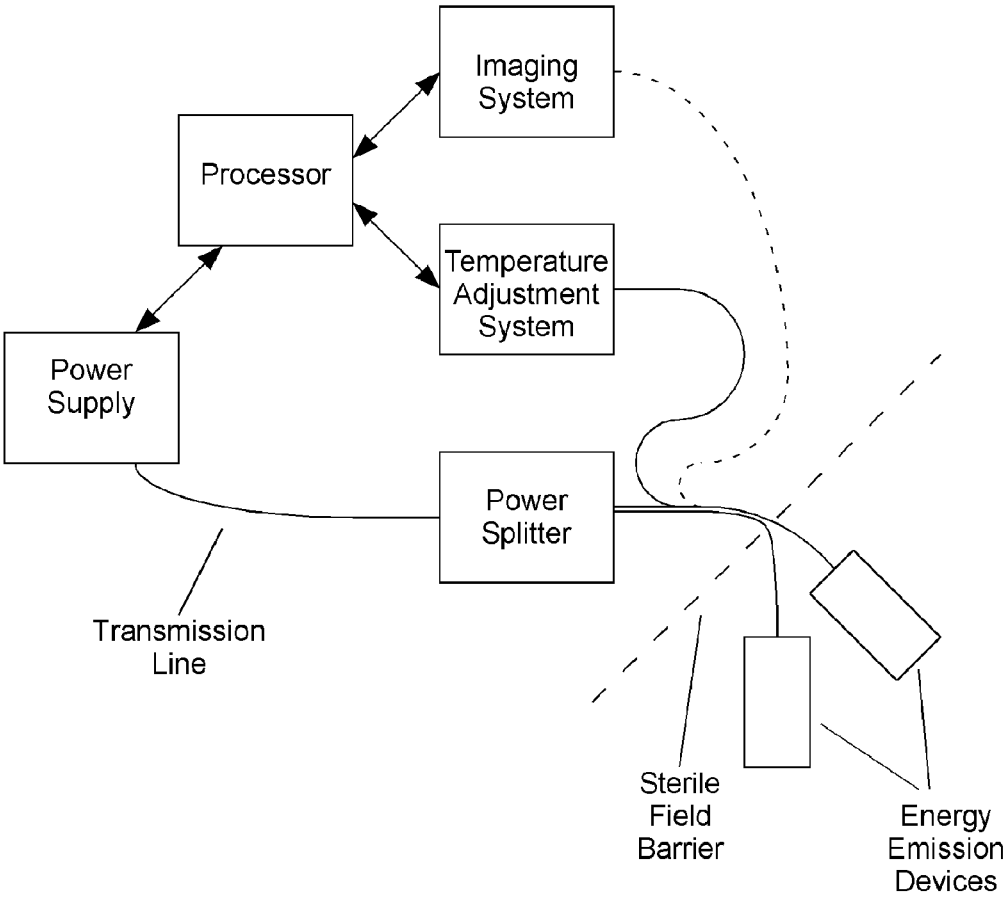 Imaging
System
Processor
Temperature
Adjustment
System
Power
Supply
Power
Splitter
Transmission
Line
Sterile
Field
Barrier
Energy
Emission
Devices